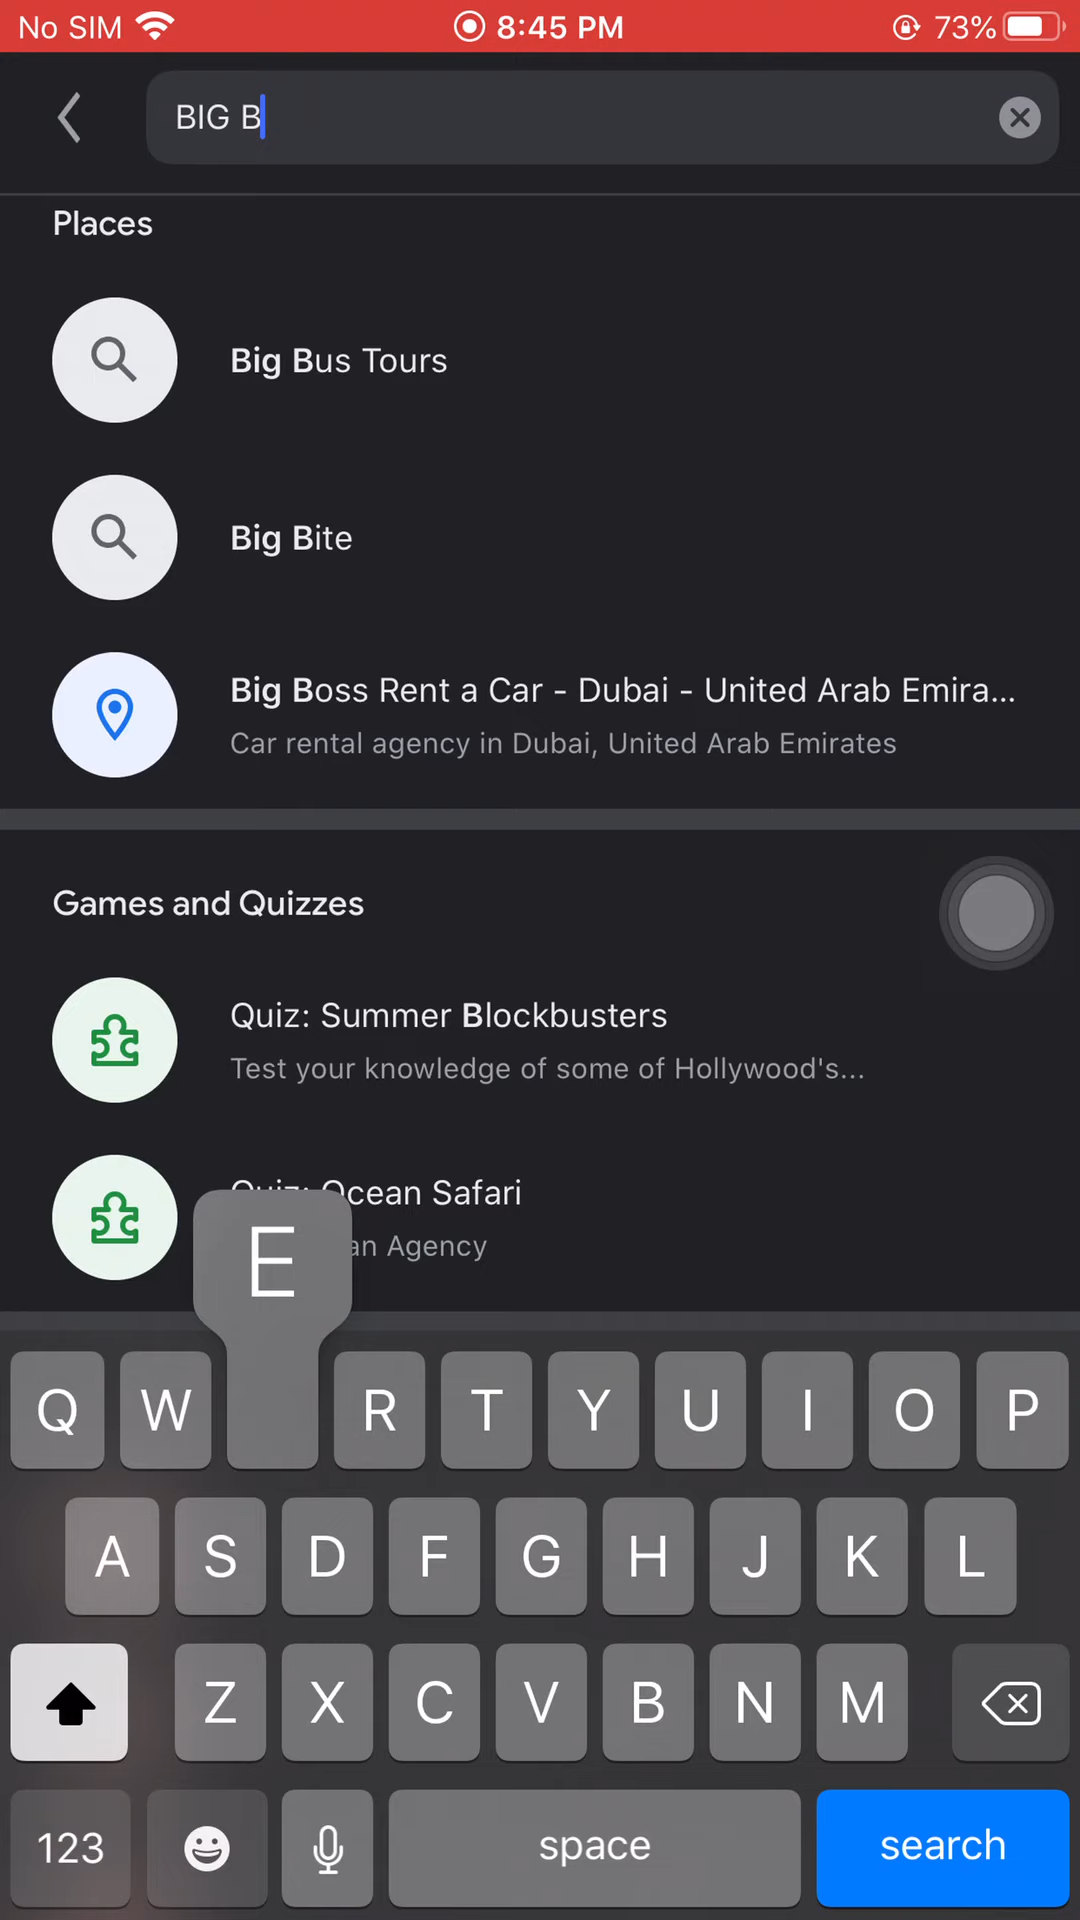 No SIM 8:45 PM 73%
BIG B
Places
Big Bus Tours
Big Bite
Big Boss Rent a Car - Dubai - United Arab Emira...
Car rental agency in Dubai, United Arab Emirates
Games and Quizzes
Quiz: Summer Blockbusters
Test your knowledge of some of Hollywood's...
Quiz: Ocean Safari
Agency
E
Q W R T Y U I O P
A S D F G H J K L
Z X C V B N M
123 space search